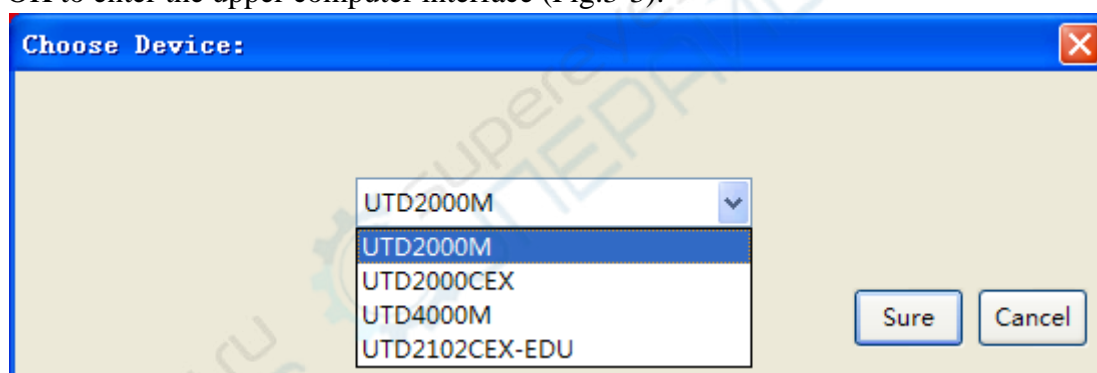 OK to enter the upper computer interface (Fig.3-3).
Choose Device:
UTD2000M
UTD2000M
UTD2000CEX
UTD4000M
UTD2102CEX-EDU
Sure Cancel